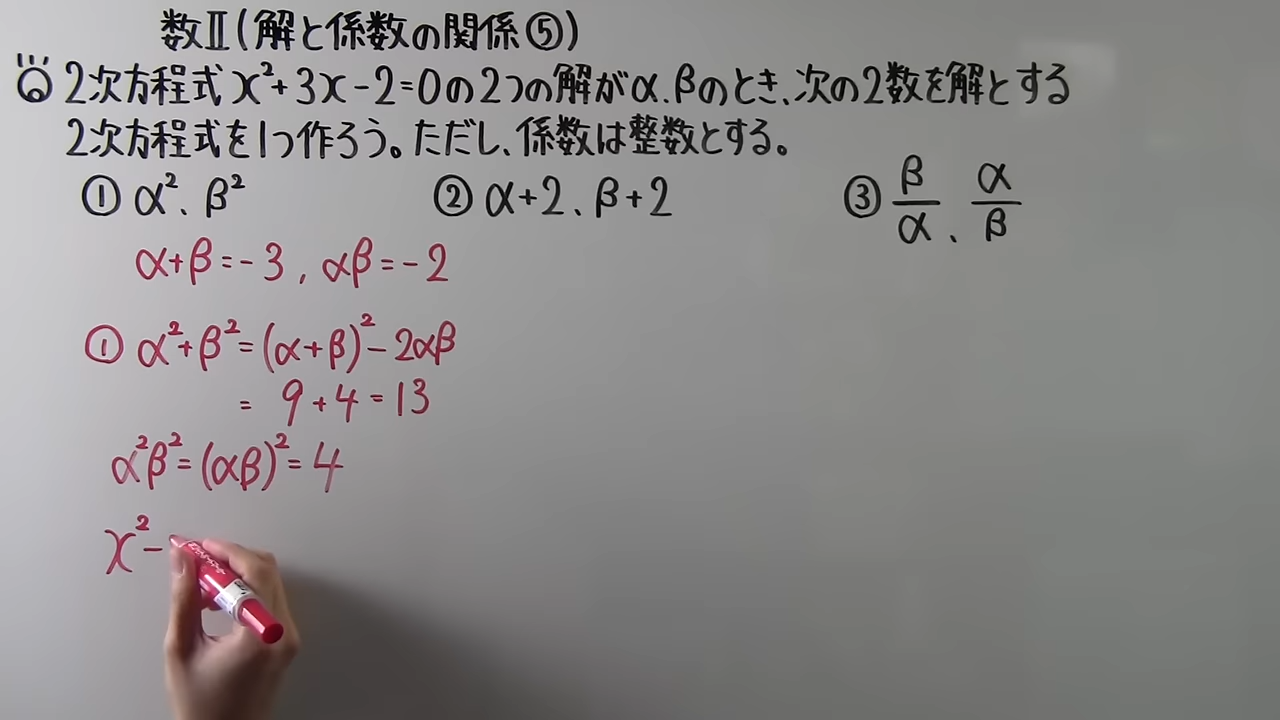 数Ⅱ(解と係数の関係⑤)
2次方程式x²+3x-2=0の2つの解がα、βのとき、次の2数を解とする
2次方程式を1つ作ろう。ただし、係数は整数とする。
① α²、β² ② α+2、β+2 ③ β/α、α/β
α+β=-3, αβ=-2
① α²+β²=(α+β)²-2αβ
= 9+4=13
α²β²=(αβ)²=4
x²-